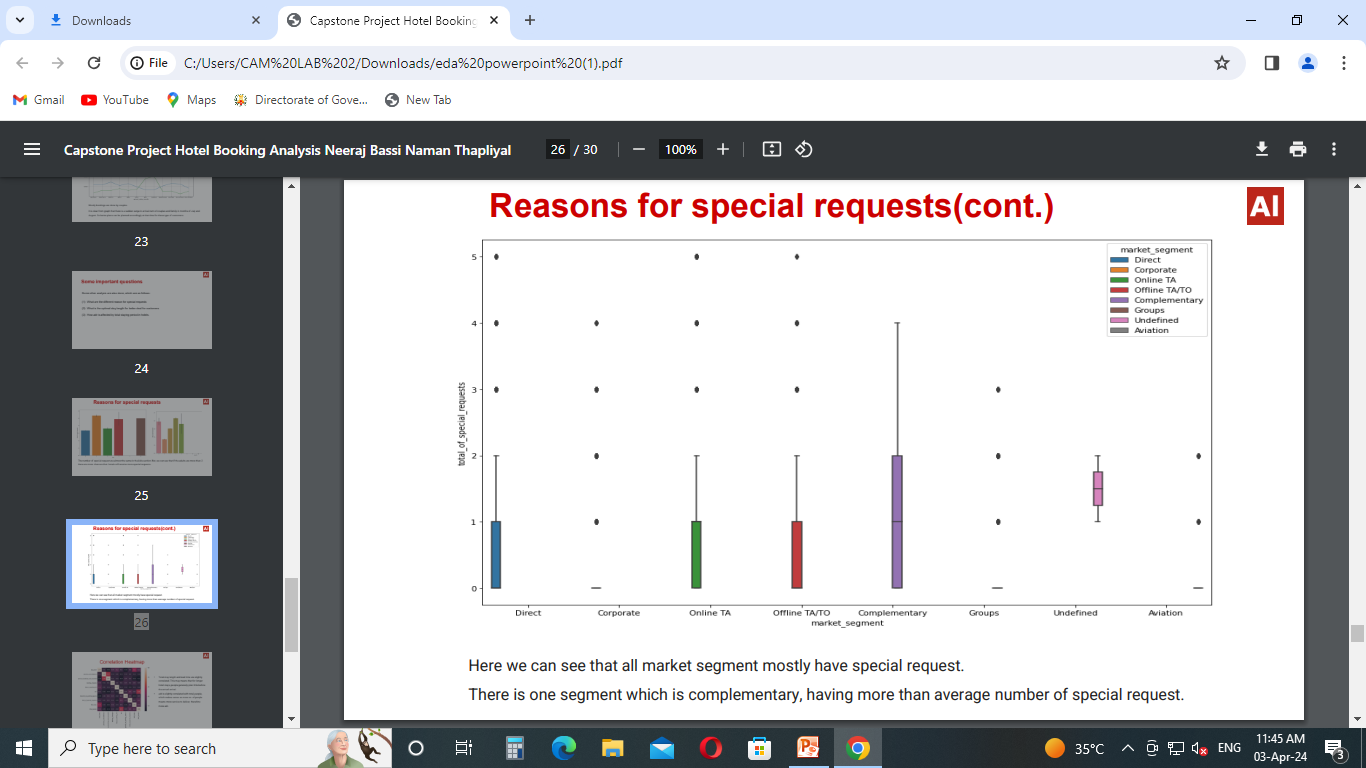 Downloads
Capstone Project Hotel Booking
File
C:/Users/CAM%20LAB%202/Downloads/eda%20powerpoint%20(1).pdf
Gmail
YouTube
Maps
Directorate of Gove...
New Tab
Capstone Project Hotel Booking Analysis Neeraj Bassi Naman Thapliyal
26 / 30
100%
23
Some important questions
24
Reasons for special requests
25
Reasons for special requests(cont.)
26
Correlation Heatmap
Reasons for special requests(cont.)
AI
market_segment
Direct
Corporate
Online TA
Offline TA/TO
Complementary
Groups
Undefined
Aviation
5
4
3
2
1
0
total_of_special_requests
Direct
Corporate
Online TA
Offline TA/TO
Complementary
Groups
Undefined
Aviation
market_segment
Here we can see that all market segment mostly have special request.
There is one segment which is complementary, having more than average number of special request.
Type here to search
35°C
ENG
11:45 AM
03-Apr-24
3